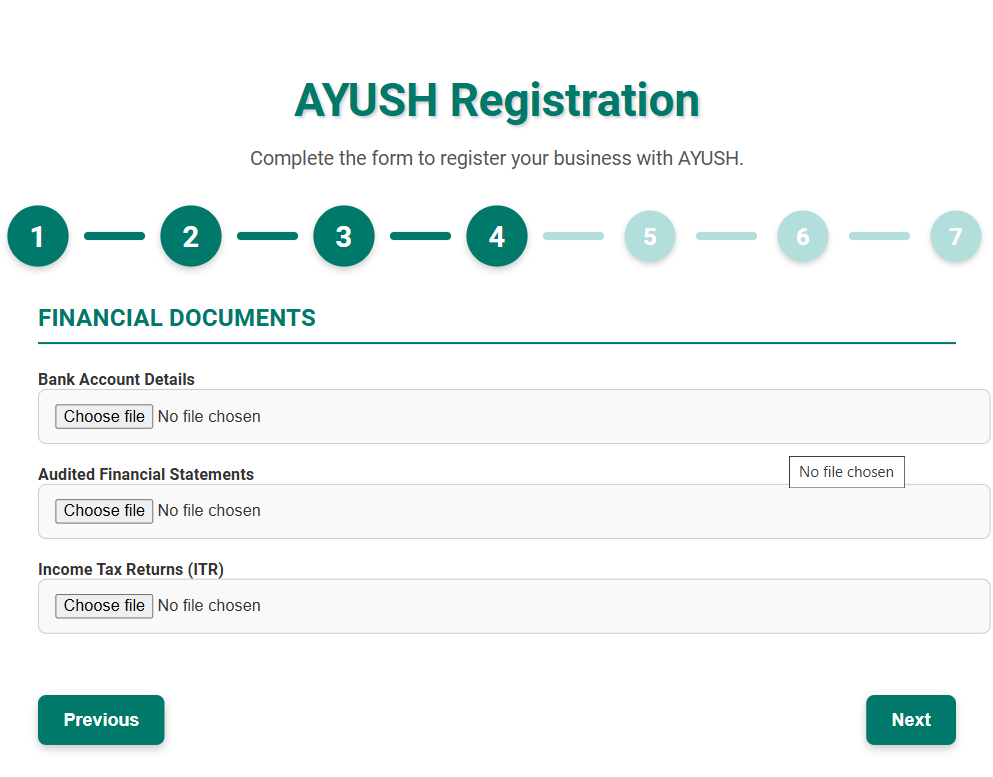 AYUSH Registration
Complete the form to register your business with AYUSH.
1 2 3 4 5 6 7
FINANCIAL DOCUMENTS
Bank Account Details
Choose file No file chosen
No file chosen
Audited Financial Statements
Choose file No file chosen
Income Tax Returns (ITR)
Choose file No file chosen
Previous Next